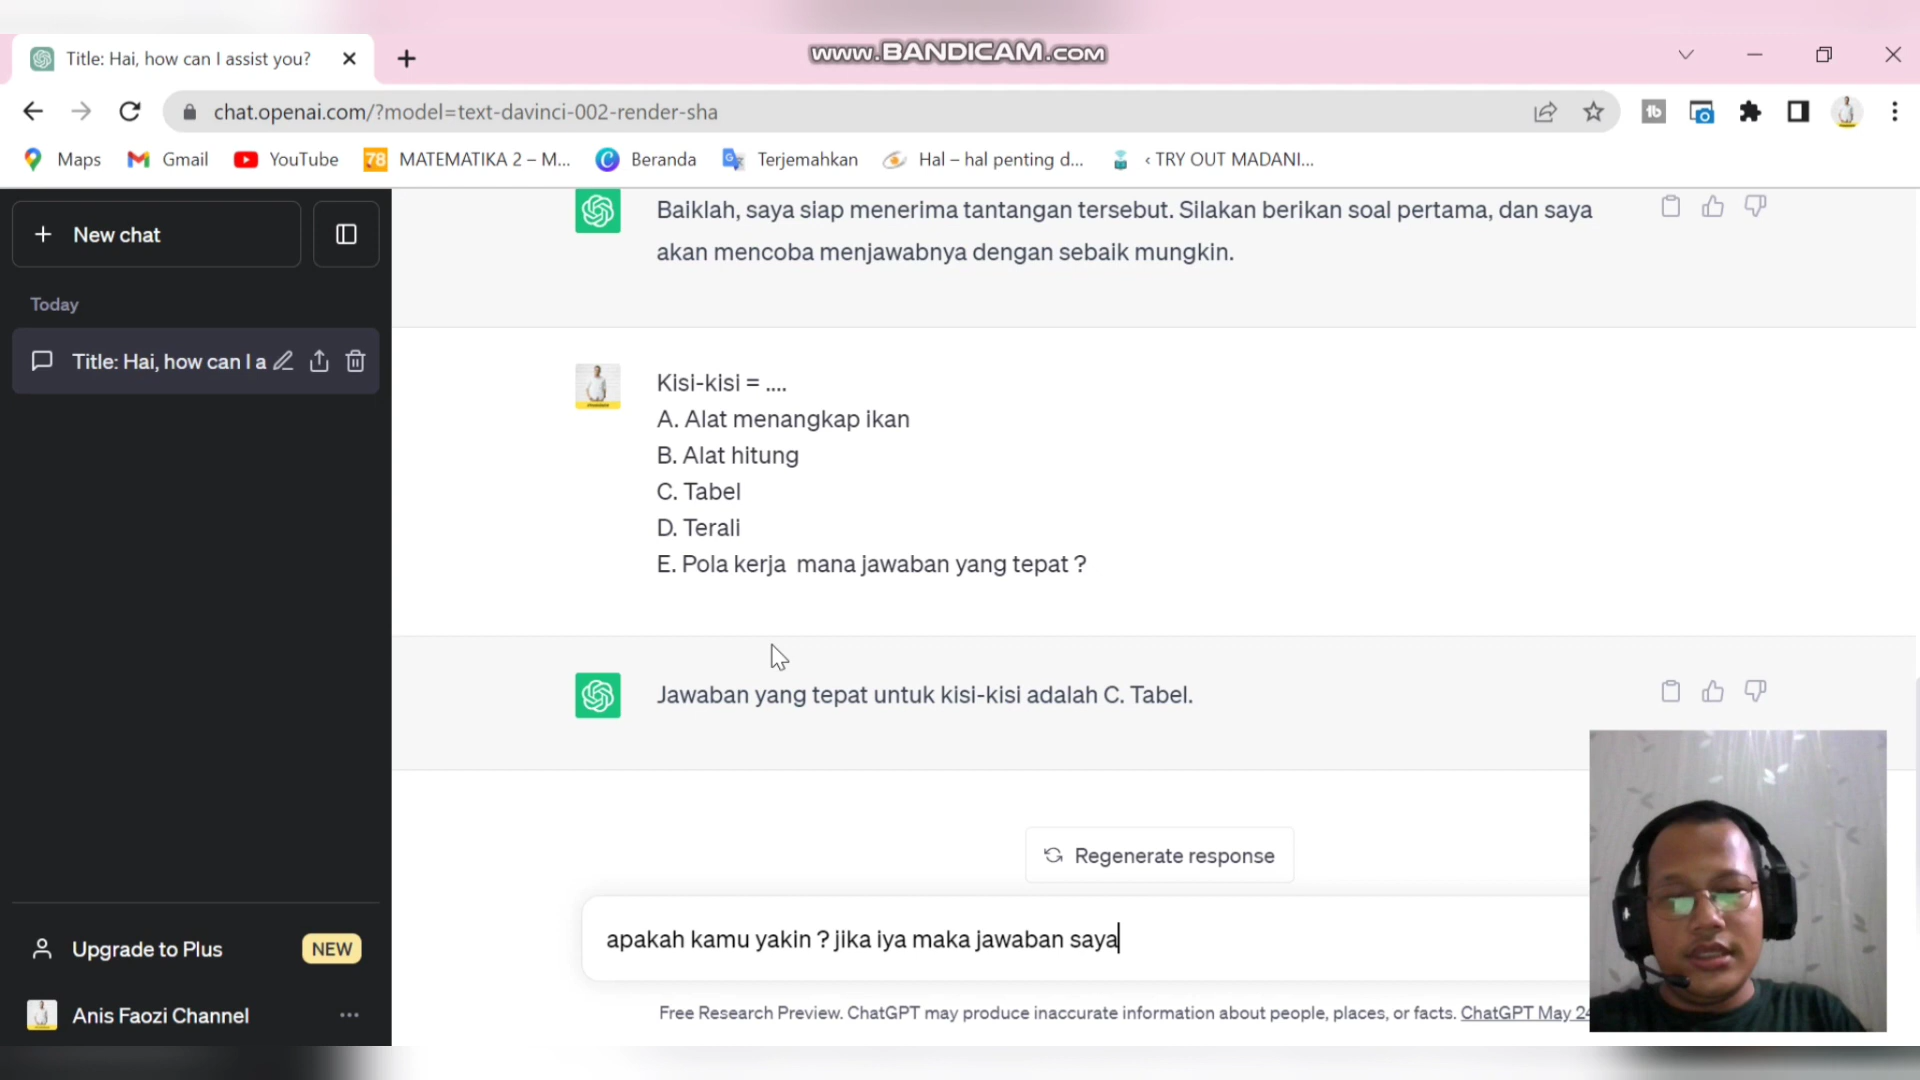 www.BANDICAM.com
Title: Hai, how can I assist you?
chat.openai.com/?model=text-davinci-002-render-sha
Maps
Gmail
YouTube
78 MATEMATIKA 2 – M...
Beranda
Terjemahkan
Hal – hal penting d...
‹ TRY OUT MADANI...
New chat
Today
Title: Hai, how can I a
Baiklah, saya siap menerima tantangan tersebut. Silakan berikan soal pertama, dan saya
akan mencoba menjawabnya dengan sebaik mungkin.
Kisi-kisi = ....
A. Alat menangkap ikan
B. Alat hitung
C. Tabel
D. Terali
E. Pola kerja  mana jawaban yang tepat ?
Jawaban yang tepat untuk kisi-kisi adalah C. Tabel.
Regenerate response
apakah kamu yakin ? jika iya maka jawaban saya
Free Research Preview. ChatGPT may produce inaccurate information about people, places, or facts. ChatGPT May 24
Upgrade to Plus
NEW
Anis Faozi Channel